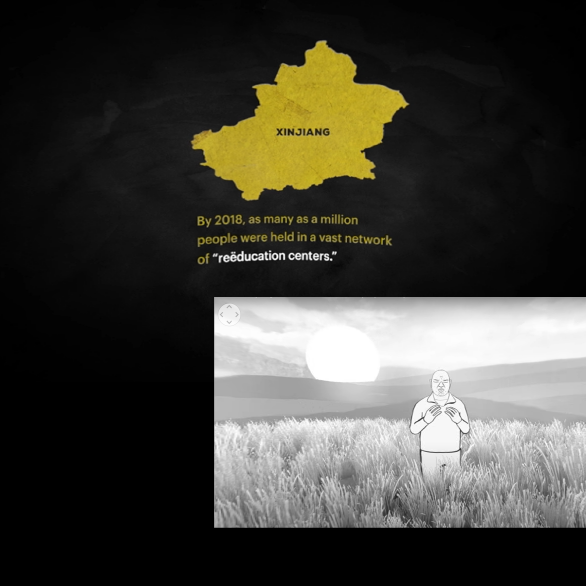 XINJIANG
By 2018, as many as a million
people were held in a vast network
of “reëducation centers.”